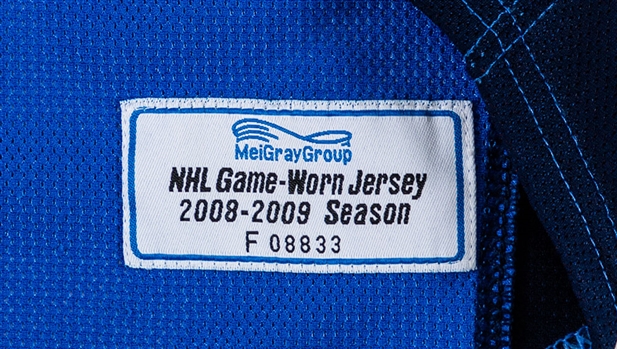 MeiGrayGroup
NHL Game-Worn Jersey
2008-2009 Season
F 08833